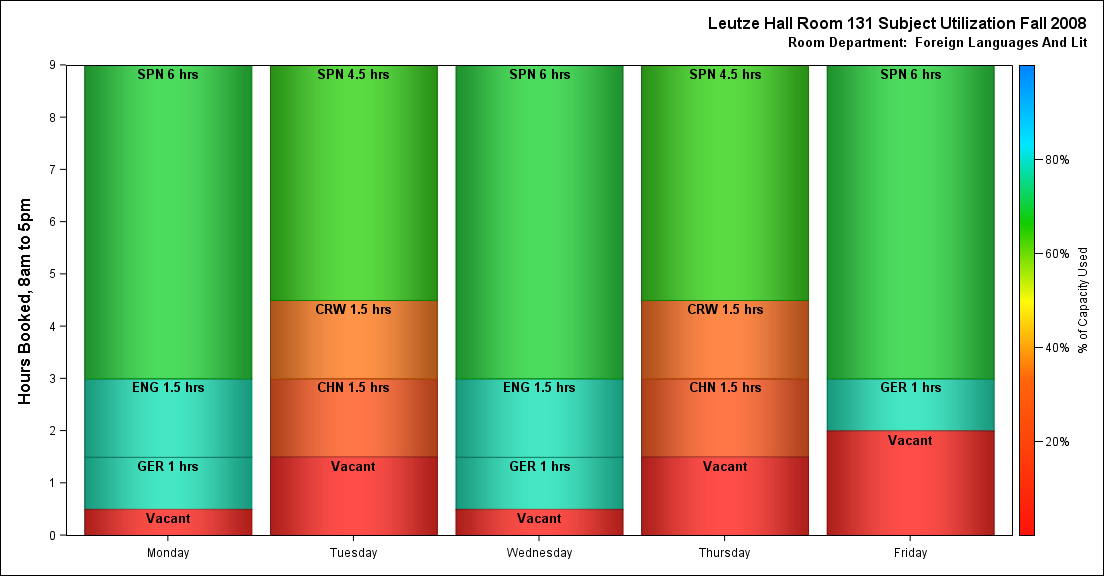 Leutze Hall Room 131 Subject Utilization Fall 2008
Room Department: Foreign Languages And Lit
Hours Booked, 8am to 5pm
9
8
7
6
5
4
3
2
1
0
SPN 6 hrs
ENG 1.5 hrs
GER 1 hrs
Vacant
SPN 4.5 hrs
CRW 1.5 hrs
CHN 1.5 hrs
Vacant
SPN 6 hrs
ENG 1.5 hrs
GER 1 hrs
Vacant
SPN 4.5 hrs
CRW 1.5 hrs
CHN 1.5 hrs
Vacant
SPN 6 hrs
GER 1 hrs
Vacant
Monday
Tuesday
Wednesday
Thursday
Friday
80%
60%
40%
20%
% of Capacity Used